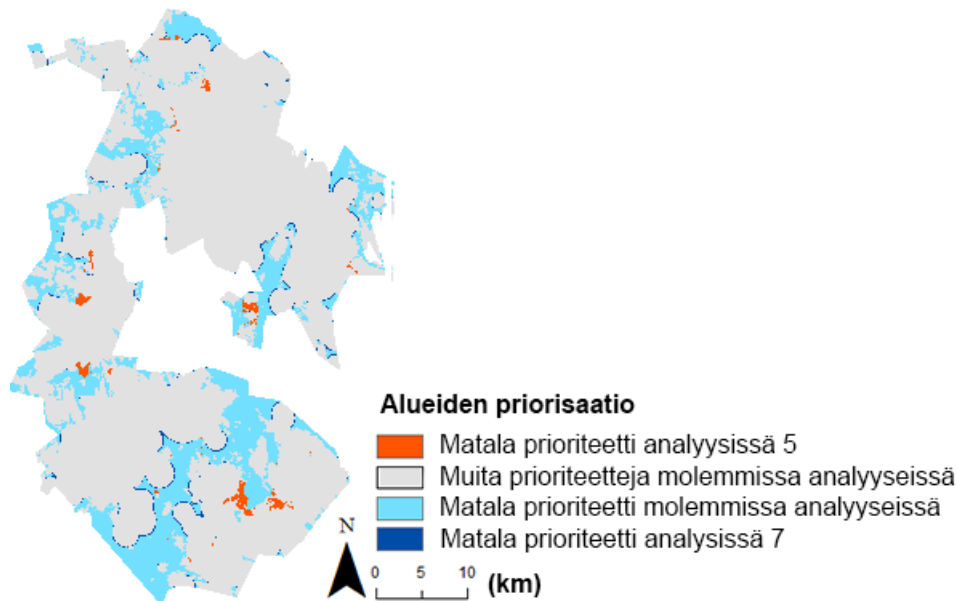 Alueiden priorisaatio
Matala prioriteetti analyysissä 5
Muita prioriteetteja molemmissa analyyseissä
Matala prioriteetti molemmissa analyyseissä
Matala prioriteetti analysissä 7
N
0 5 10 (km)